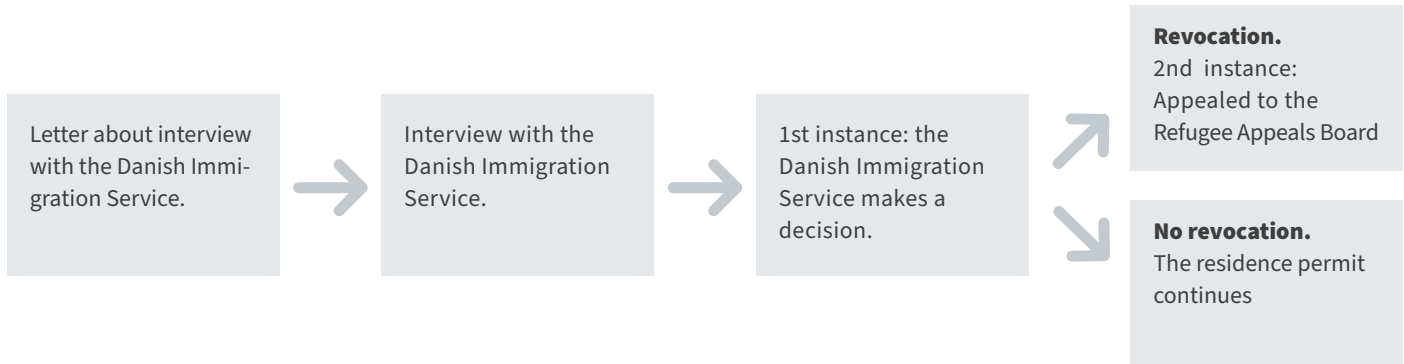 Letter about interview
with the Danish Immi-
gration Service.
Interview with the
Danish Immigration
Service.
1st instance: the
Danish Immigration
Service makes a
decision.
Revocation.
2nd instance:
Appealed to the
Refugee Appeals Board
No revocation.
The residence permit
continues